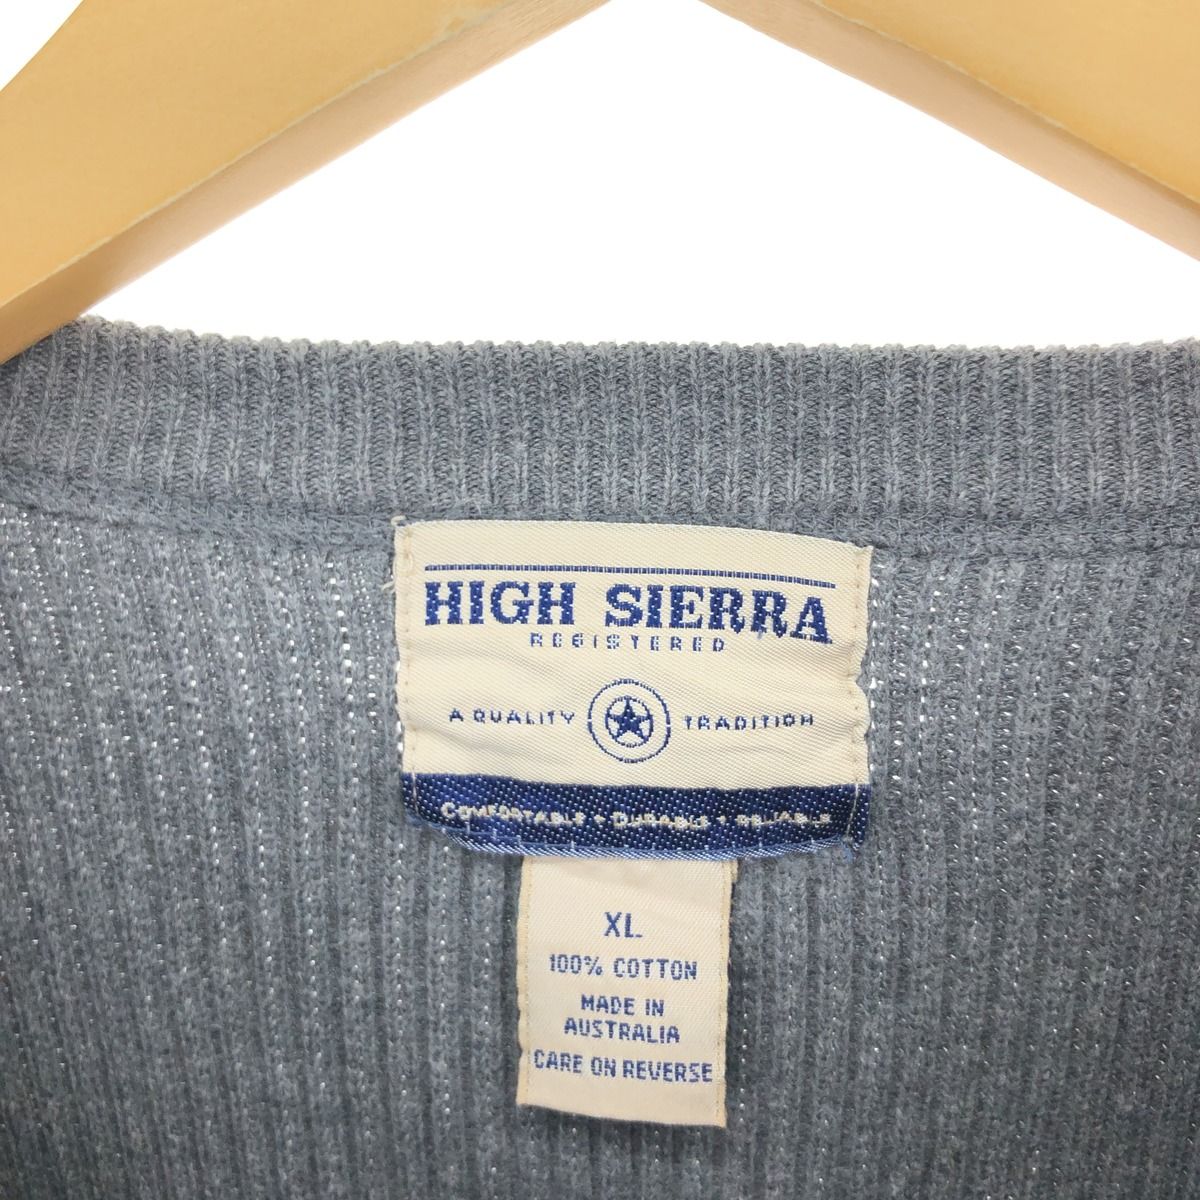 HIGH SIERRA
REGISTERED
A QUALITY TRADITION
COMFORTABLE • DURABLE • RELIABLE
XL
100% COTTON
MADE IN
AUSTRALIA
CARE ON REVERSE